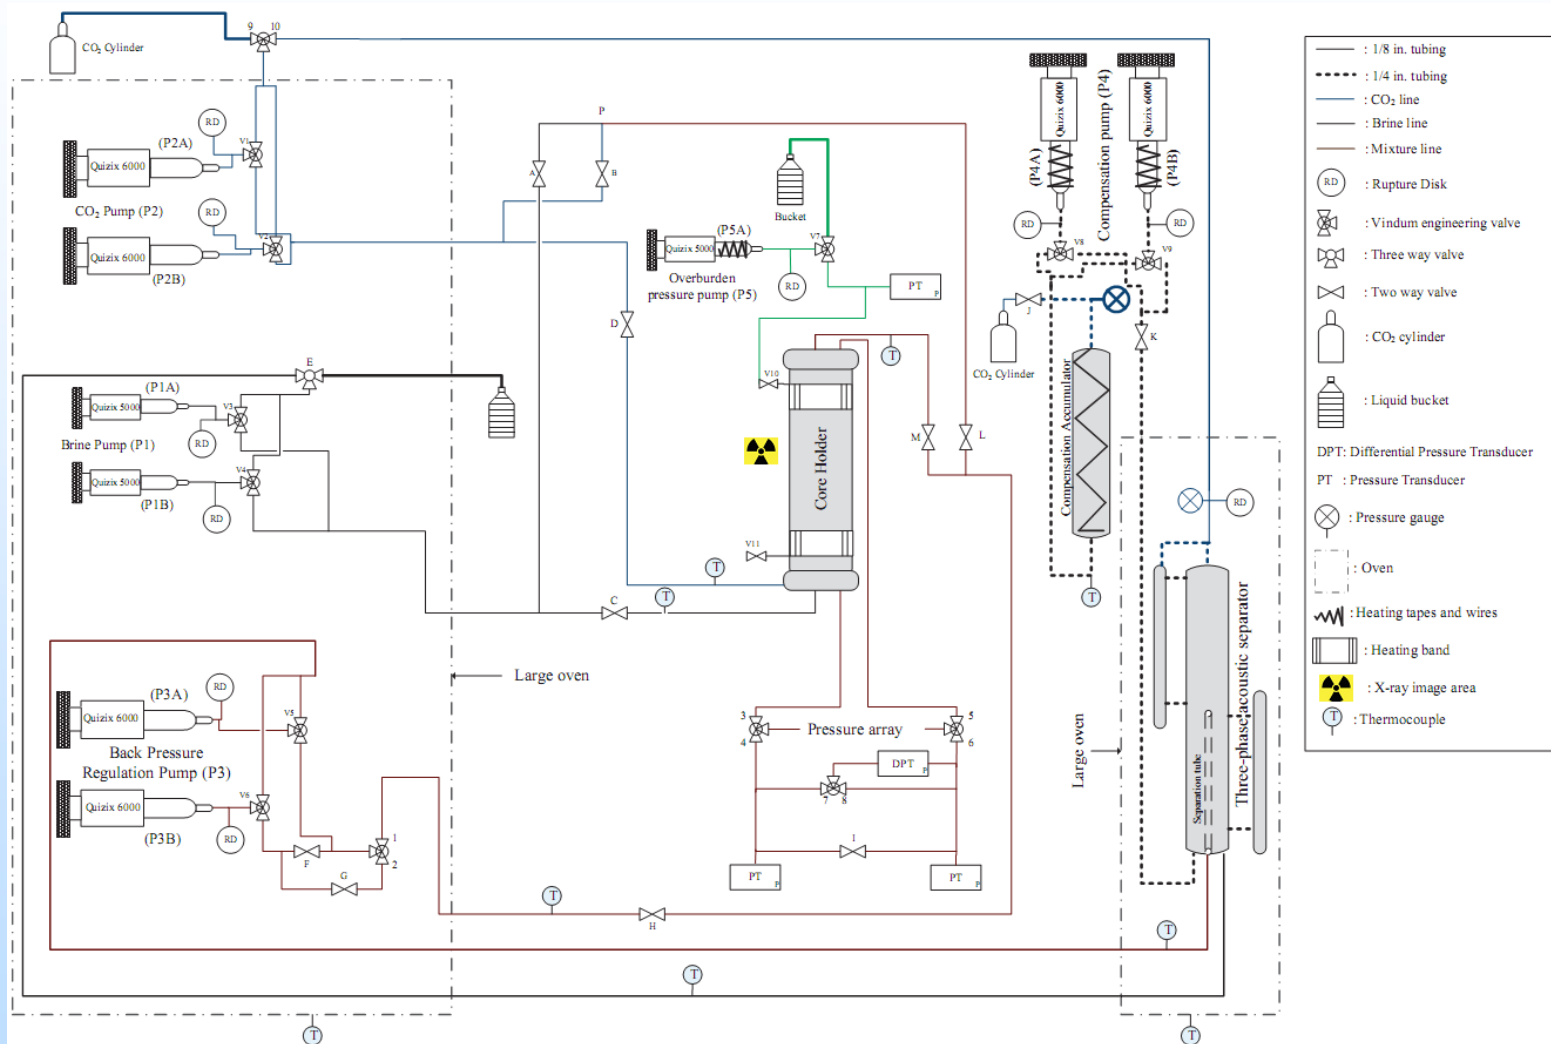 9 10
CO₂ Cylinder
RD
V1
(P2A)
Quizix 6000
CO₂ Pump (P2)
RD
V2
Quizix 6000
(P2B)
P
A
B
D
Bucket
(P5A)
Quizix 5000
V7
Overburden
pressure pump (P5)
RD
PT
P
Quizix 6000
Quizix 6000
(P4A)
Compensation pump (P4)
(P4B)
RD
RD
V8
V9
J
K
CO₂ Cylinder
Compensation Accumulator
T
E
(P1A)
Quizix 5000
V3
RD
Brine Pump (P1)
V4
Quizix 5000
(P1B)
RD
T
V10
Core Holder
M
L
V11
T
C
T
RD
Large oven
Large oven
Three-phase acoustic separator
Separation tube
(P3A)
RD
Quizix 6000
V5
Back Pressure
Regulation Pump (P3)
V6
Quizix 6000
(P3B)
RD
F
G
1
2
3
4
Pressure array
5
6
DPT
P
7 8
I
PT
P
PT
P
T
H
T
T
T
T
: 1/8 in. tubing
: 1/4 in. tubing
: CO₂ line
: Brine line
: Mixture line
RD : Rupture Disk
: Vindum engineering valve
: Three way valve
: Two way valve
: CO₂ cylinder
: Liquid bucket
DPT: Differential Pressure Transducer
PT : Pressure Transducer
: Pressure gauge
: Oven
: Heating tapes and wires
: Heating band
: X-ray image area
T : Thermocouple